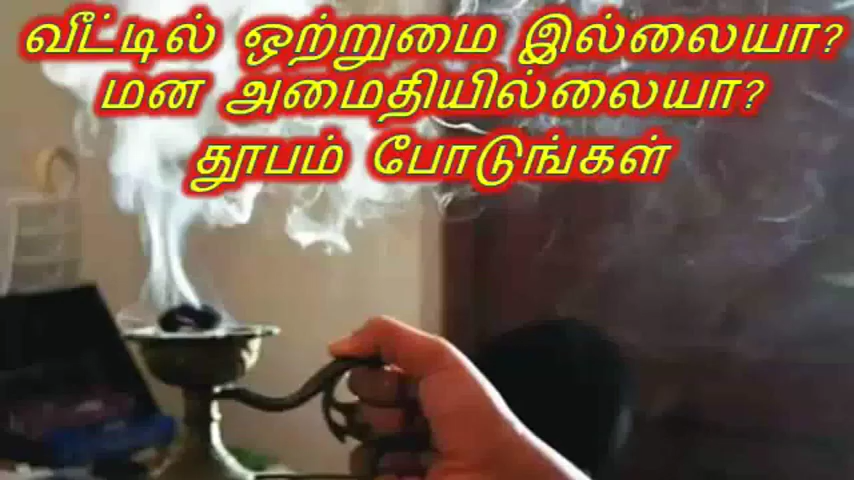 வீட்டில் ஒற்றுமை இல்லையா?
மன அமைதியில்லையா?
தூபம் போடுங்கள்